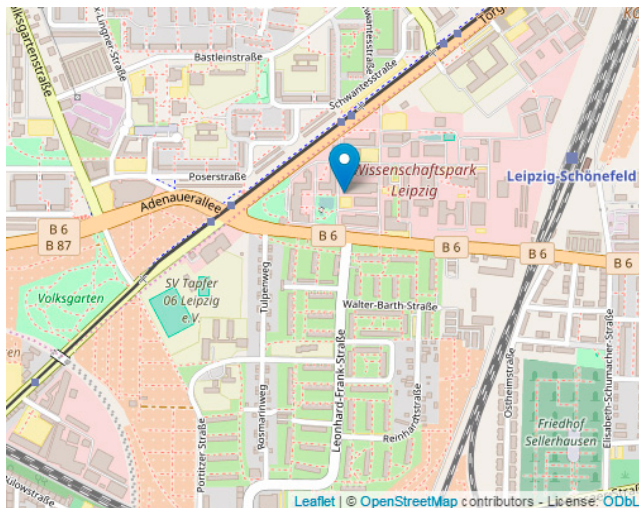 Volksgartenstraße
x-Lingner-Straße
Bästleinstraße
Schwantesstraße
wantesstraße
Torg
Wissenschaftspark
Leipzig
Leipzig-Schönefeld
Poserstraße
Adenauerallee
B 6
B 87
B 6
B 6
B 6
Volksgarten
SV Tapfer
06 Leipzig
e.V.
Tulpenweg
Walter-Barth-Straße
Leonhard-Frank-Straße
Rosmarinweg
Portitzer Straße
Reinhardtstraße
Ostheimstraße
Elisabeth-Schumacher-Straße
Friedhof
Sellerhausen
ulowstraße
Leaflet | © OpenStreetMap contributors - License: ODbL